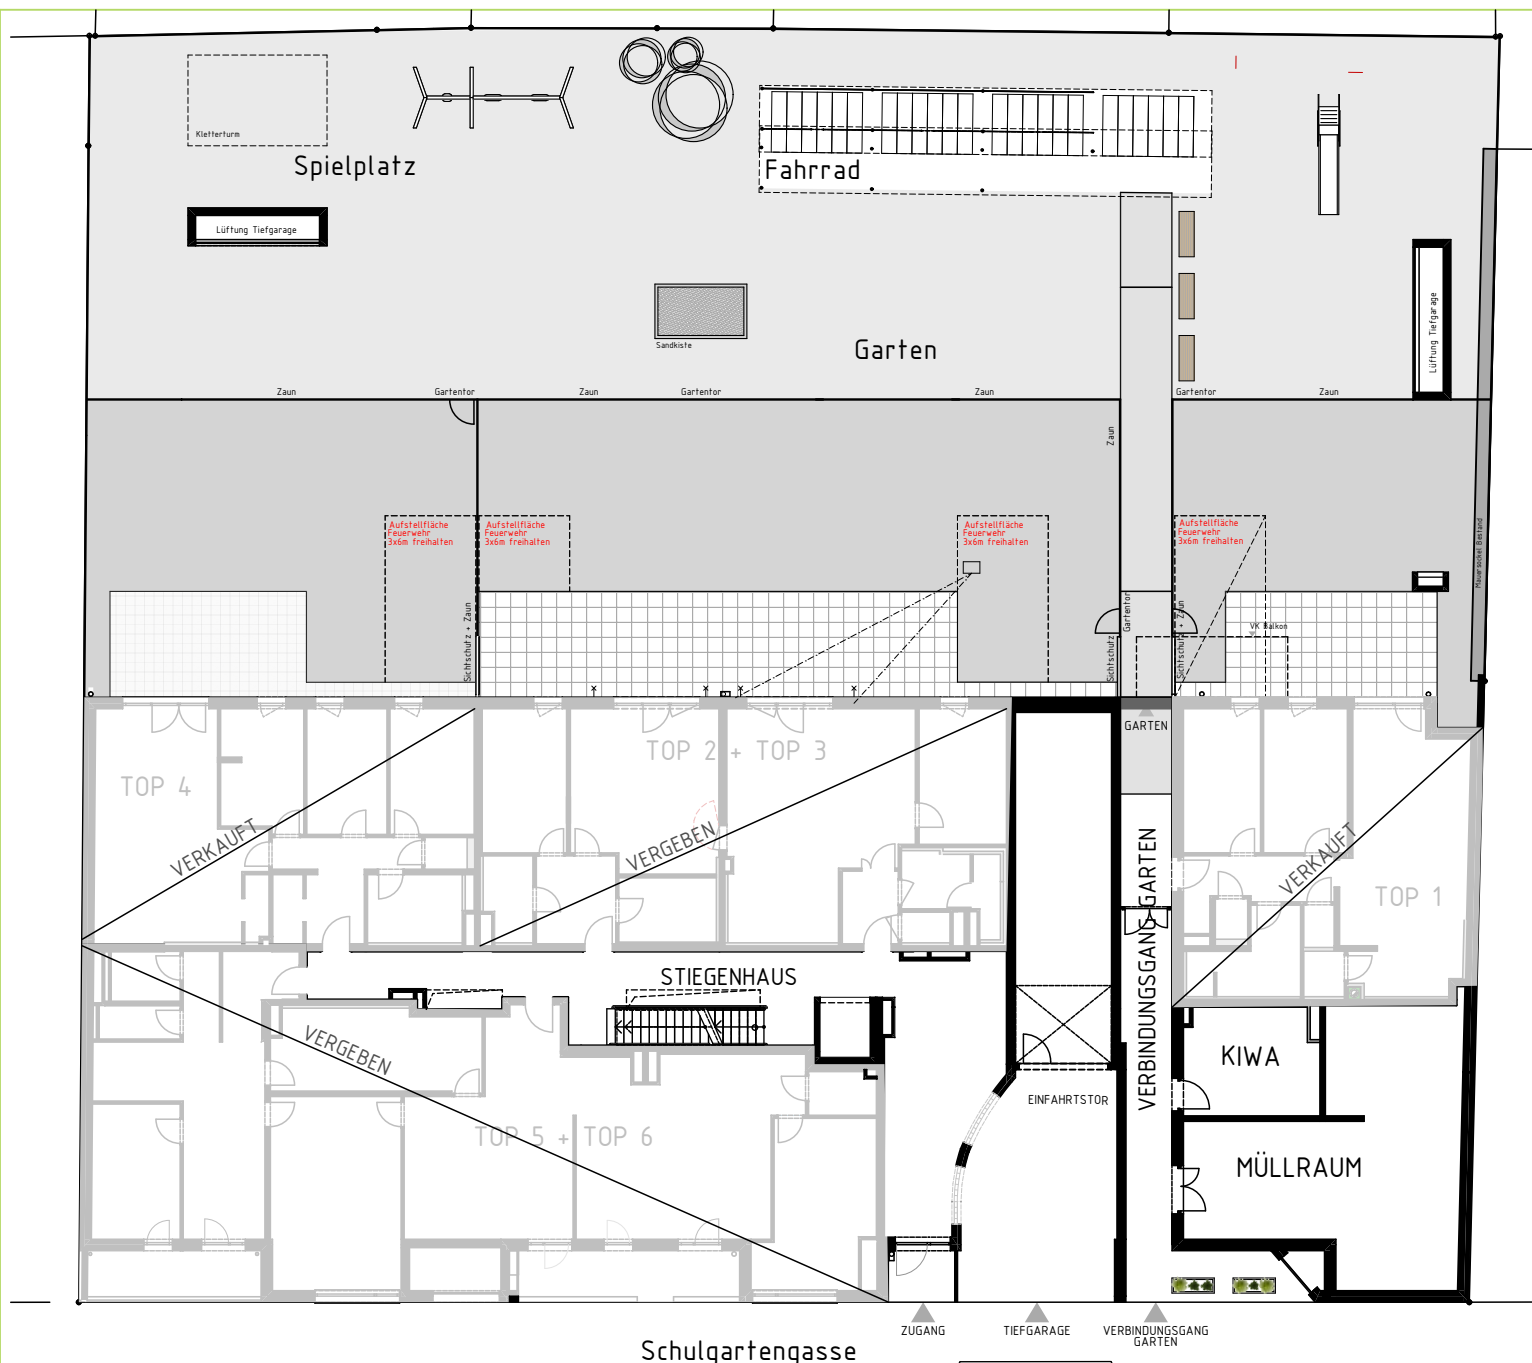 Kletterturm
Spielplatz
Fahrrad
Lüftung Tiefgarage
Lüftung Tiefgarage
Sandkiste
Garten
Zaun
Gartentor
Zaun
Gartentor
Zaun
Gartentor
Zaun
Zaun
Aufstellfläche
Feuerwehr
3x6m freihalten
Aufstellfläche
Feuerwehr
3x6m freihalten
Aufstellfläche
Feuerwehr
3x6m freihalten
Aufstellfläche
Feuerwehr
3x6m freihalten
Mauersockel Bestand
Sichtschutz + Zaun
Sichtschutz
Gartentor
Sichtschutz + Zaun
VK Balkon
GARTEN
TOP 4
VERKAUFT
TOP 2 + TOP 3
VERGEBEN
VERBINDUNGSGANG GARTEN
VERKAUFT
TOP 1
STIEGENHAUS
VERGEBEN
TOP 5 + TOP 6
EINFAHRTSTOR
KIWA
MÜLLRAUM
ZUGANG
TIEFGARAGE
VERBINDUNGSGANG
GARTEN
Schulgartengasse